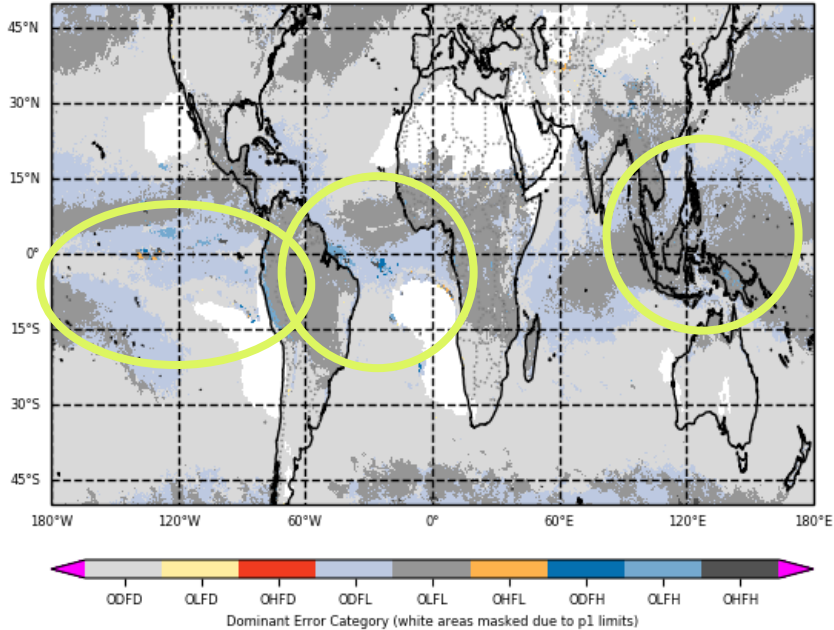 45°N
30°N
15°N
0°
15°S
30°S
45°S
180°W 120°W 60°W 0° 60°E 120°E 180°E
ODFD OLFD OHFD ODFL OLFL OHFL ODFH OLFH OHFH
Dominant Error Category (white areas masked due to p1 limits)